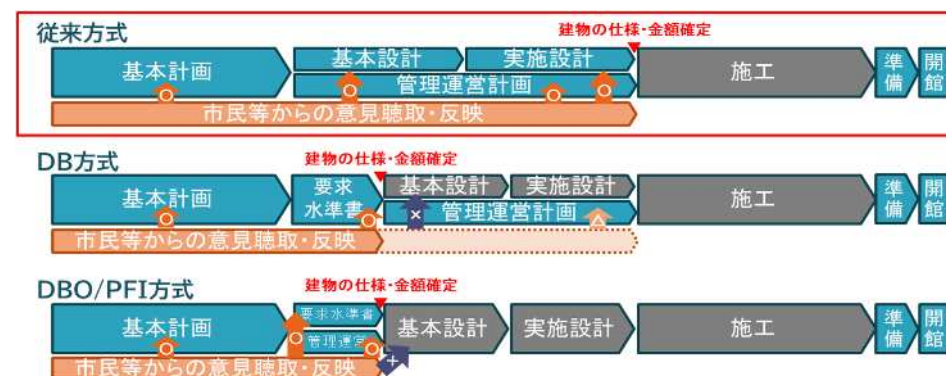 従来方式
建物の仕様・金額確定
基本計画
基本設計
実施設計
管理運営計画
施工
準備
開館
市民等からの意見聴取・反映
DB方式
建物の仕様・金額確定
基本計画
要求
水準書
基本設計
実施設計
管理運営計画
施工
準備
開館
市民等からの意見聴取・反映
DBO/PFI方式
建物の仕様・金額確定
基本計画
要求水準書
管理運営
基本設計
実施設計
施工
準備
開館
市民等からの意見聴取・反映